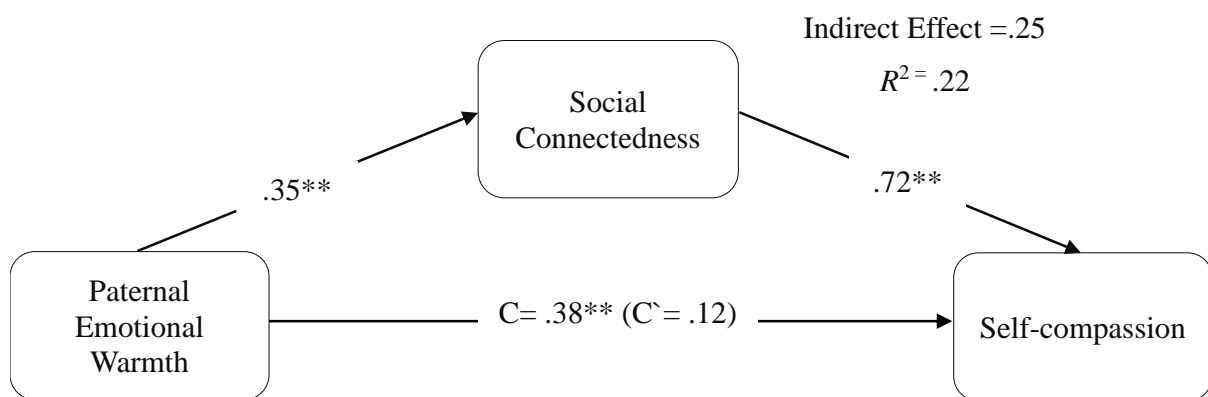 Indirect Effect =.25
R² = .22
Social
Connectedness
.35**
.72**
Paternal
Emotional
Warmth
C= .38** (C`= .12)
Self-compassion